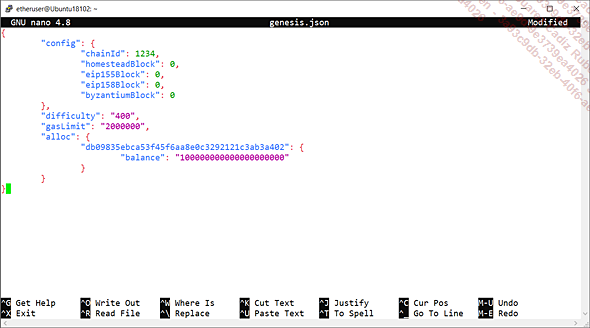 etheruser@Ubuntu18102: ~
GNU nano 4.8 genesis.json Modified
{
"config": {
"chainId": 1234,
"homesteadBlock": 0,
"eip155Block": 0,
"eip158Block": 0,
"byzantiumBlock": 0
},
"difficulty": "400",
"gasLimit": "2000000",
"alloc": {
"db09835ebca53f45f6aa8e0c3292121c3ab3a402": {
"balance": "100000000000000000000"
}
}
}
^G Get Help ^O Write Out ^W Where Is ^K Cut Text ^J Justify ^C Cur Pos M-U Undo
^X Exit ^R Read File ^\ Replace ^U Paste Text ^T To Spell ^_ Go To Line M-E Redo